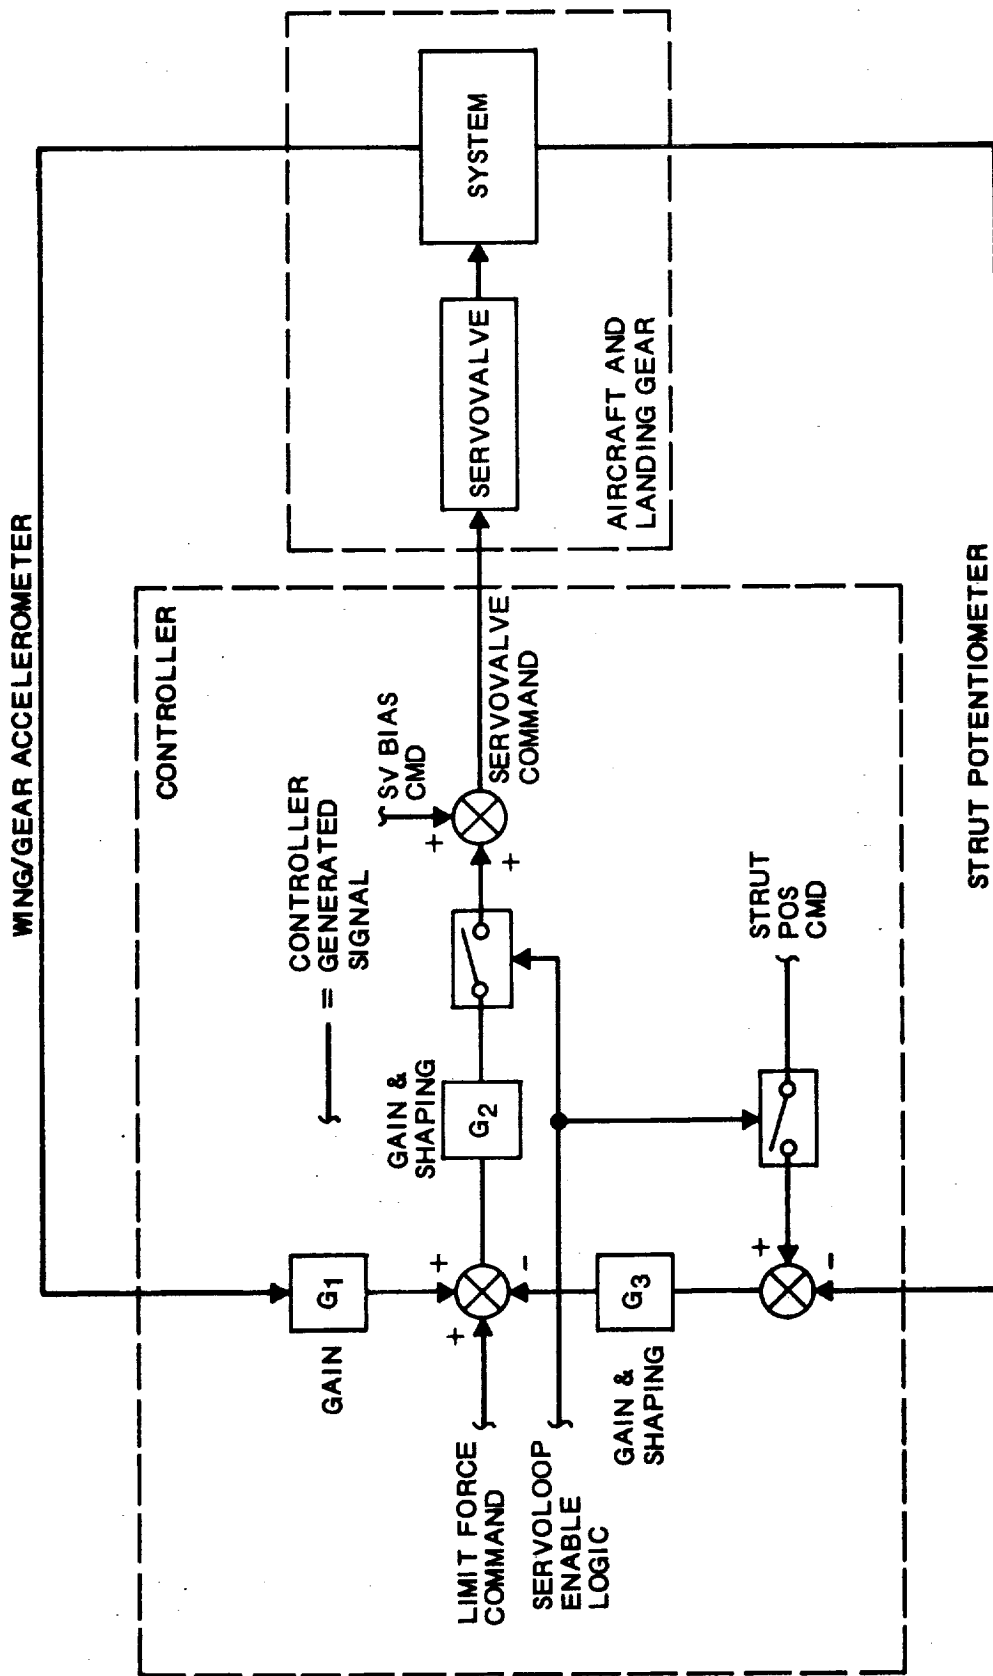 WING/GEAR ACCELEROMETER
CONTROLLER
CONTROLLER
= GENERATED
SIGNAL
GAIN
G1
LIMIT FORCE
COMMAND
+
+
-
GAIN &
SHAPING
G2
SV BIAS
CMD
+
+
SERVOVALVE
COMMAND
SERVOVALVE
SYSTEM
AIRCRAFT AND
LANDING GEAR
SERVOLOOP
ENABLE
LOGIC
GAIN &
SHAPING
G3
STRUT
POS
CMD
+
-
STRUT POTENTIOMETER